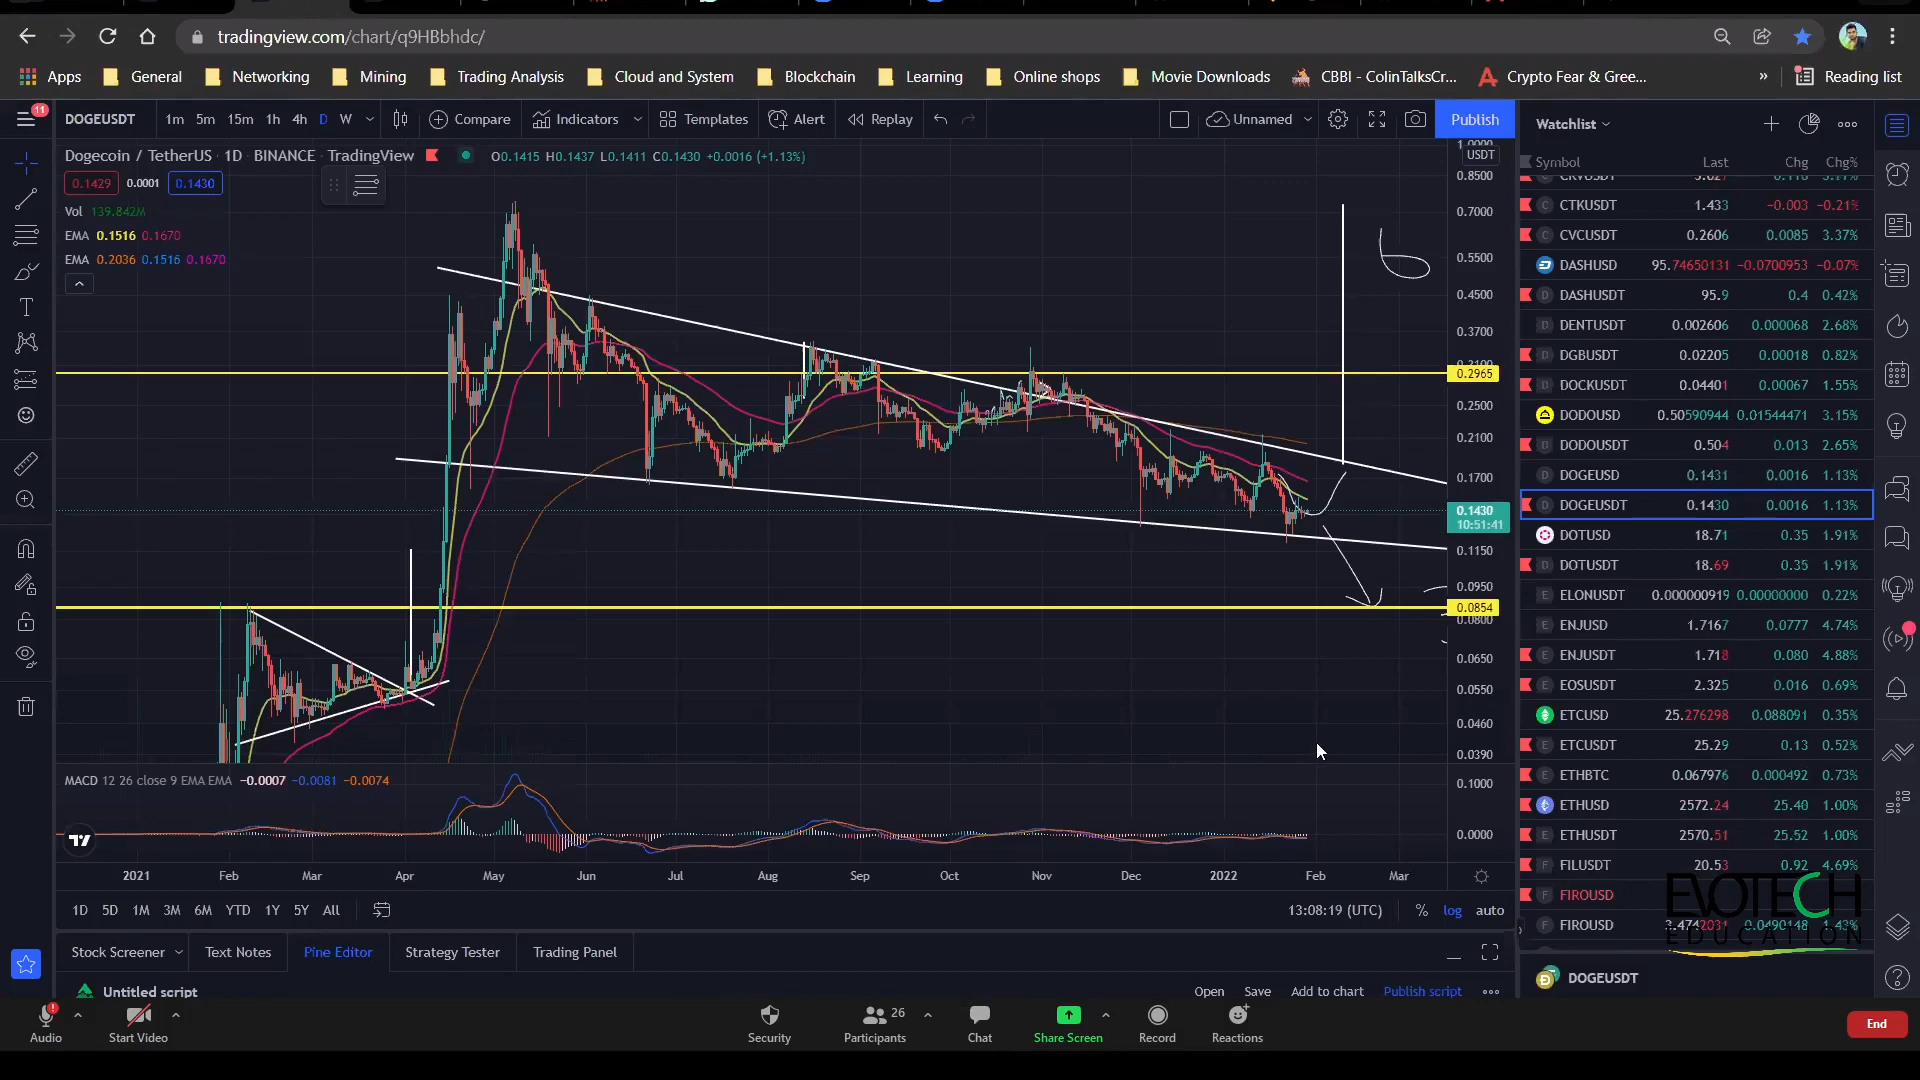 tradingview.com/chart/q9HBbhdc/
Apps General Networking Mining Trading Analysis Cloud and System Blockchain Learning Online shops Movie Downloads CBBI - ColinTalksCr... Crypto Fear & Gree... » Reading list
11 DOGEUSDT 1m 5m 15m 1h 4h D W Compare Indicators Templates Alert Replay Unnamed Publish
Dogecoin / TetherUS · 1D · BINANCE · TradingView O0.1415 H0.1437 L0.1411 C0.1430 +0.0016 (+1.13%)
0.1429 0.0001 0.1430
Vol 139.842M
EMA 0.1516 0.1670
EMA 0.2036 0.1516 0.1670
USDT
1.0000
0.8500
0.7000
0.5500
0.4500
0.3700
0.3100
0.2965
0.2500
0.2100
0.1700
0.1430
10:51:41
0.1150
0.0950
0.0854
0.0800
0.0650
0.0550
0.0460
0.0390
MACD 12 26 close 9 EMA EMA −0.0007 −0.0081 −0.0074
0.1000
0.0000
2021 Feb Mar Apr May Jun Jul Aug Sep Oct Nov Dec 2022 Feb Mar
1D 5D 1M 3M 6M YTD 1Y 5Y All 13:08:19 (UTC) % log auto
Stock Screener Text Notes Pine Editor Strategy Tester Trading Panel
Untitled script Open Save Add to chart Publish script
Watchlist
Symbol Last Chg Chg%
CTKUSDT 1.433 −0.003 −0.21%
CVCUSDT 0.2606 0.0085 3.37%
DASHUSD 95.74650131 −0.0700953 −0.07%
DASHUSDT 95.9 0.4 0.42%
DENTUSDT 0.002606 0.000068 2.68%
DGBUSDT 0.02205 0.00018 0.82%
DOCKUSDT 0.04401 0.00067 1.55%
DODOUSD 0.50590944 0.01544471 3.15%
DODOUSDT 0.504 0.013 2.65%
DOGEUSD 0.1431 0.0016 1.13%
DOGEUSDT 0.1430 0.0016 1.13%
DOTUSD 18.71 0.35 1.91%
DOTUSDT 18.69 0.35 1.91%
ELONUSDT 0.000000919 0.00000000 0.22%
ENJUSD 1.7167 0.0777 4.74%
ENJUSDT 1.718 0.080 4.88%
EOSUSDT 2.325 0.016 0.69%
ETCUSD 25.276298 0.088091 0.35%
ETCUSDT 25.29 0.13 0.52%
ETHBTC 0.067976 0.000492 0.73%
ETHUSD 2572.24 25.40 1.00%
ETHUSDT 2570.51 25.52 1.00%
FILUSDT 20.53 0.92 4.69%
FIROUSD
FIROUSD 3.4742031 0.0490148 1.43%
EVOTECH
EDUCATION
DOGEUSDT
Audio Start Video Security Participants 26 Chat Share Screen Record Reactions End